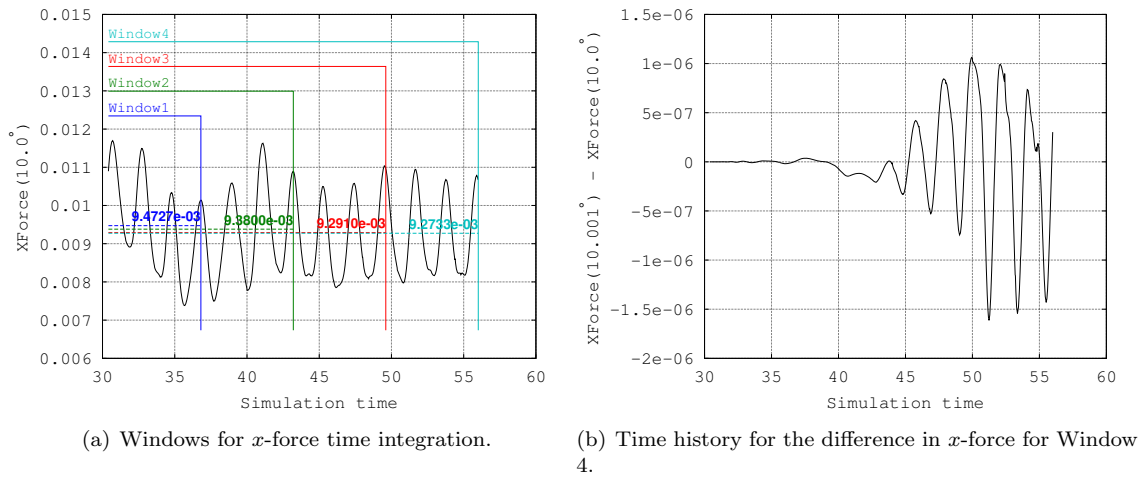 0.015
0.014
0.013
0.012
0.011
0.01
0.009
0.008
0.007
0.006
XForce(10.0°)
Window4
Window3
Window2
Window1
9.4727e-03
9.3800e-03
9.2910e-03
9.2733e-03
30 35 40 45 50 55 60
Simulation time
(a) Windows for x-force time integration.
1.5e-06
1e-06
5e-07
0
-5e-07
-1e-06
-1.5e-06
-2e-06
XForce(10.001°) - XForce(10.0°)
30 35 40 45 50 55 60
Simulation time
(b) Time history for the difference in x-force for Window
4.